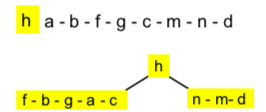 h a - b - f - g - c - m - n - d
h
f - b - g - a - c n - m- d